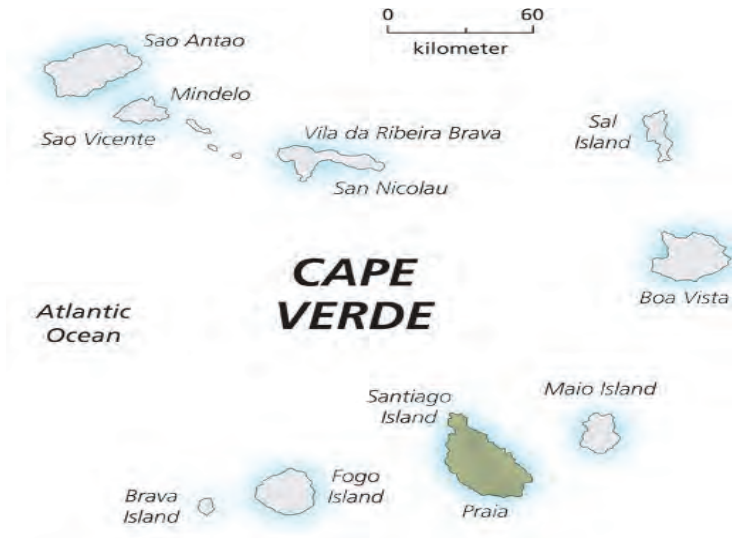 0 60
kilometer
Sao Antao
Mindelo
Sao Vicente
Vila da Ribeira Brava
San Nicolau
Sal
Island
CAPE
VERDE
Boa Vista
Atlantic
Ocean
Santiago
Island
Maio Island
Fogo
Island
Brava
Island
Praia